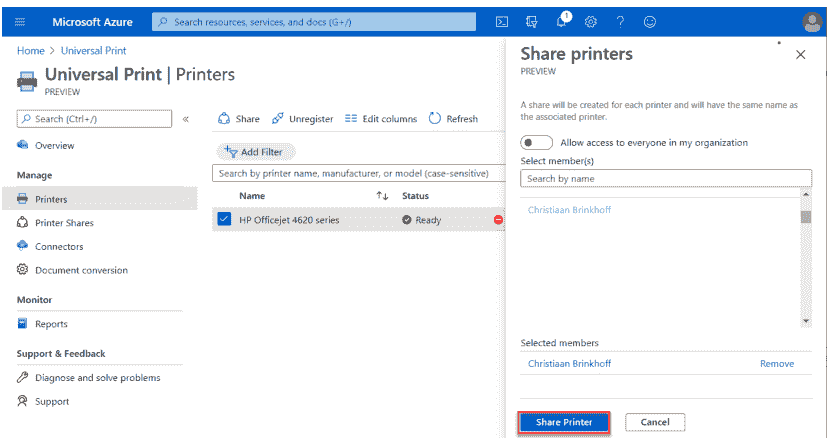 Microsoft Azure
Search resources, services, and docs (G+/)
1
Home > Universal Print
Universal Print | Printers
PREVIEW
Search (Ctrl+/)
«
Overview
Manage
Printers
Printer Shares
Connectors
Document conversion
Monitor
Reports
Support & Feedback
Diagnose and solve problems
Support
Share
Unregister
Edit columns
Refresh
Add Filter
Search by printer name, manufacturer, or model (case-sensitive)
Name ↑↓ Status
HP Officejet 4620 series Ready
Share printers
PREVIEW
A share will be created for each printer and will have the same name as
the associated printer.
Allow access to everyone in my organization
Select member(s)
Search by name
Christiaan Brinkhoff
Selected members
Christiaan Brinkhoff Remove
Share Printer Cancel